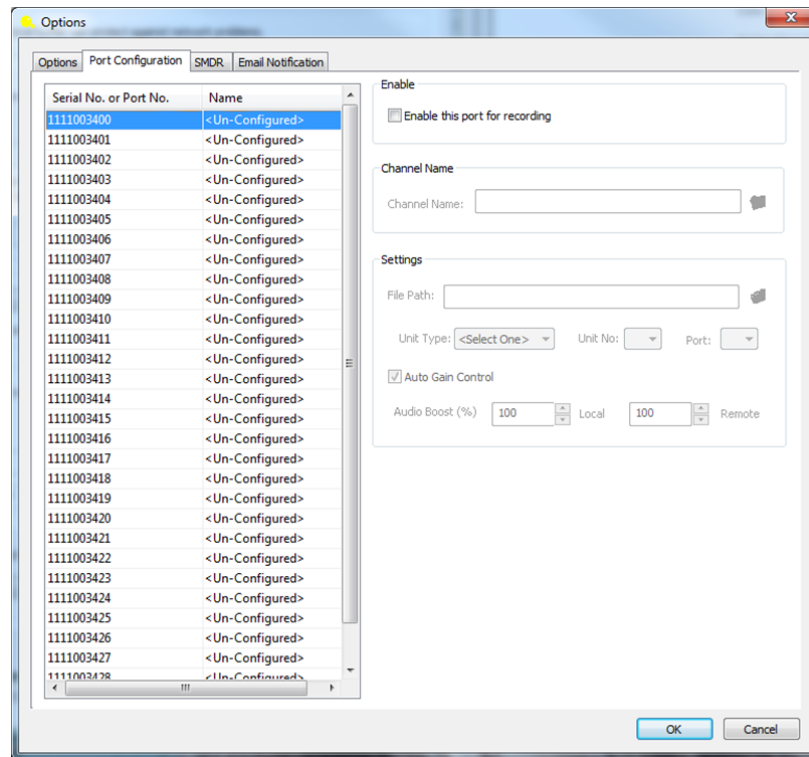 Options
Options Port Configuration SMDR Email Notification
Serial No. or Port No. Name
1111003400 <Un-Configured>
1111003401 <Un-Configured>
1111003402 <Un-Configured>
1111003403 <Un-Configured>
1111003404 <Un-Configured>
1111003405 <Un-Configured>
1111003406 <Un-Configured>
1111003407 <Un-Configured>
1111003408 <Un-Configured>
1111003409 <Un-Configured>
1111003410 <Un-Configured>
1111003411 <Un-Configured>
1111003412 <Un-Configured>
1111003413 <Un-Configured>
1111003414 <Un-Configured>
1111003415 <Un-Configured>
1111003416 <Un-Configured>
1111003417 <Un-Configured>
1111003418 <Un-Configured>
1111003419 <Un-Configured>
1111003420 <Un-Configured>
1111003421 <Un-Configured>
1111003422 <Un-Configured>
1111003423 <Un-Configured>
1111003424 <Un-Configured>
1111003425 <Un-Configured>
1111003426 <Un-Configured>
1111003427 <Un-Configured>
1111003428 <Un-Configured>
Enable
Enable this port for recording
Channel Name
Channel Name:
Settings
File Path:
Unit Type: <Select One> Unit No: Port:
Auto Gain Control
Audio Boost (%) 100 Local 100 Remote
OK Cancel